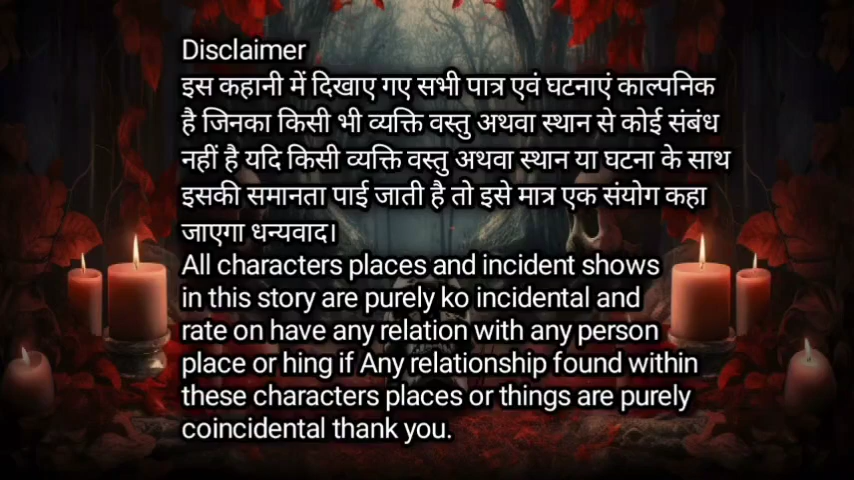 Disclaimer
इस कहानी में दिखाए गए सभी पात्र एवं घटनाएं काल्पनिक
है जिनका किसी भी व्यक्ति वस्तु अथवा स्थान से कोई संबंध
नहीं है यदि किसी व्यक्ति वस्तु अथवा स्थान या घटना के साथ
इसकी समानता पाई जाती है तो इसे मात्र एक संयोग कहा
जाएगा धन्यवाद।
All characters places and incident shows
in this story are purely ko incidental and
rate on have any relation with any person
place or hing if Any relationship found within
these characters places or things are purely
coincidental thank you.